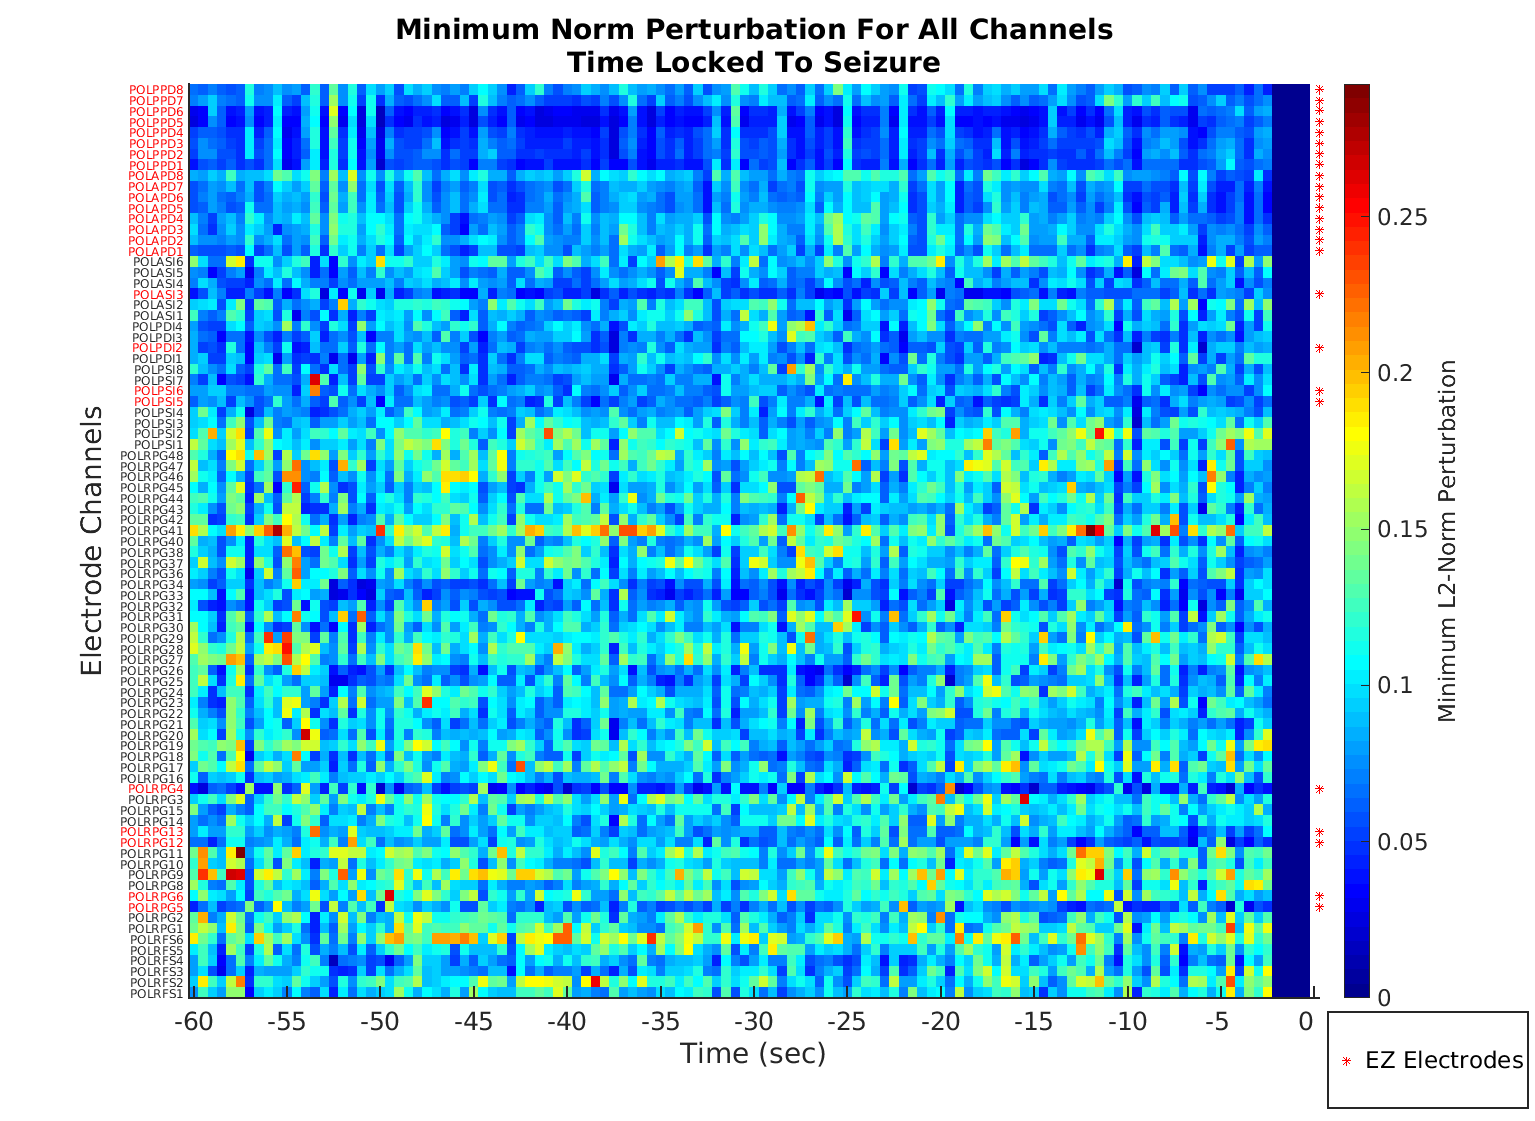 Minimum Norm Perturbation For All Channels
Time Locked To Seizure
Electrode Channels
POLPPD8
POLPPD7
POLPPD6
POLPPD5
POLPPD4
POLPPD3
POLPPD2
POLPPD1
POLAPD8
POLAPD7
POLAPD6
POLAPD5
POLAPD4
POLAPD3
POLAPD2
POLAPD1
POLASI6
POLASI5
POLASI4
POLASI3
POLASI2
POLASI1
POLPDI4
POLPDI3
POLPDI2
POLPDI1
POLPSI8
POLPSI7
POLPSI6
POLPSI5
POLPSI4
POLPSI3
POLPSI2
POLPSI1
POLRPG48
POLRPG47
POLRPG46
POLRPG45
POLRPG44
POLRPG43
POLRPG42
POLRPG41
POLRPG40
POLRPG38
POLRPG37
POLRPG36
POLRPG34
POLRPG33
POLRPG32
POLRPG31
POLRPG30
POLRPG29
POLRPG28
POLRPG27
POLRPG26
POLRPG25
POLRPG24
POLRPG23
POLRPG22
POLRPG21
POLRPG20
POLRPG19
POLRPG18
POLRPG17
POLRPG16
POLRPG4
POLRPG3
POLRPG15
POLRPG14
POLRPG13
POLRPG12
POLRPG11
POLRPG10
POLRPG9
POLRPG8
POLRPG6
POLRPG5
POLRPG2
POLRPG1
POLRFS6
POLRFS5
POLRFS4
POLRFS3
POLRFS2
POLRFS1
-60 -55 -50 -45 -40 -35 -30 -25 -20 -15 -10 -5 0
Time (sec)
0.25
0.2
0.15
0.1
0.05
0
Minimum L2-Norm Perturbation
EZ Electrodes